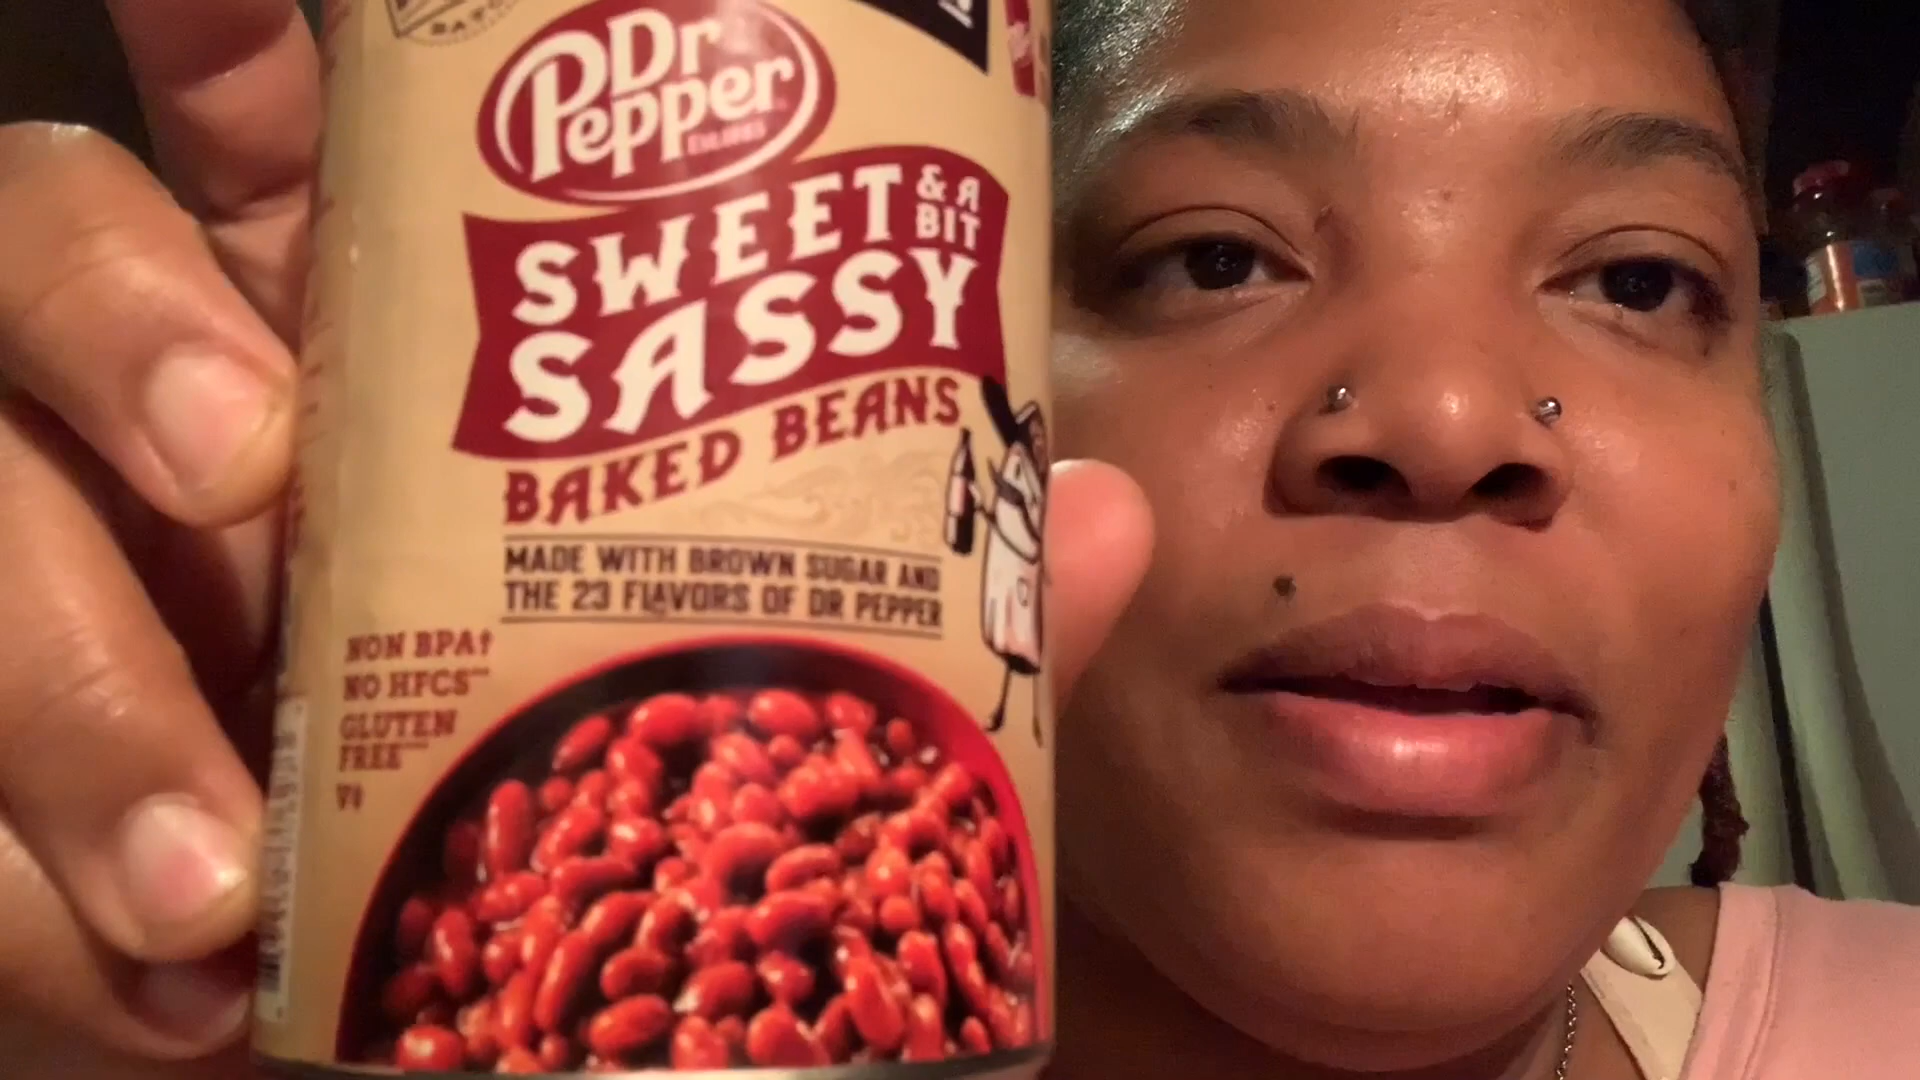 Dr
Pepper
SWEET & A
BIT
SASSY
BAKED BEANS
MADE WITH BROWN SUGAR AND
THE 23 FLAVORS OF DR PEPPER
NON BPA†
NO HFCS**
GLUTEN
FREE***